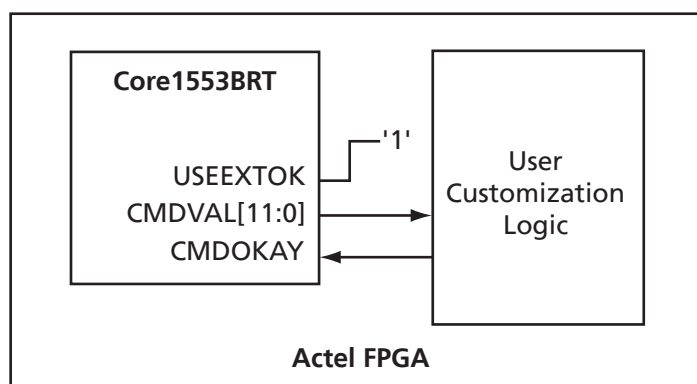 Core1553BRT
'1'
USEEXTOK
CMDVAL[11:0]
CMDOKAY
User
Customization
Logic
Actel FPGA